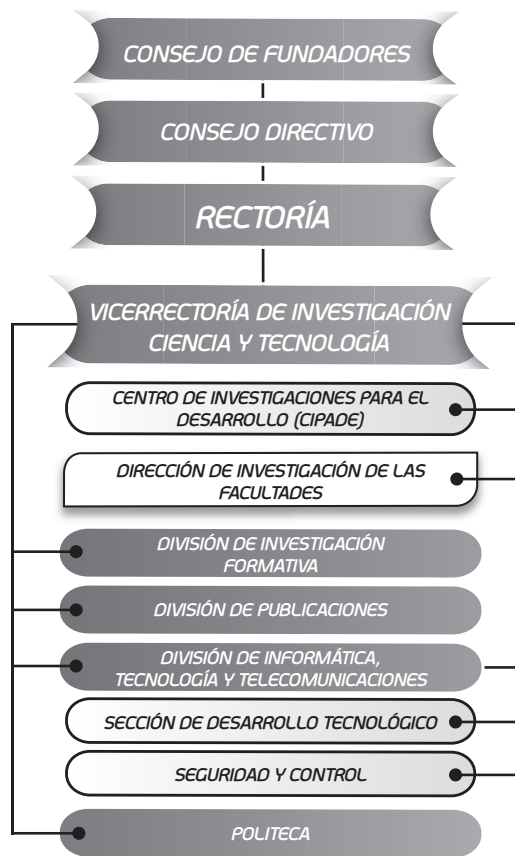 CONSEJO DE FUNDADORES
CONSEJO DIRECTIVO
RECTORÍA
VICERRECTORÍA DE INVESTIGACIÓN
CIENCIA Y TECNOLOGÍA
CENTRO DE INVESTIGACIONES PARA EL
DESARROLLO (CIPADE)
DIRECCIÓN DE INVESTIGACIÓN DE LAS
FACULTADES
DIVISIÓN DE INVESTIGACIÓN
FORMATIVA
DIVISIÓN DE PUBLICACIONES
DIVISIÓN DE INFORMÁTICA,
TECNOLOGÍA Y TELECOMUNICACIONES
SECCIÓN DE DESARROLLO TECNOLÓGICO
SEGURIDAD Y CONTROL
POLITECA